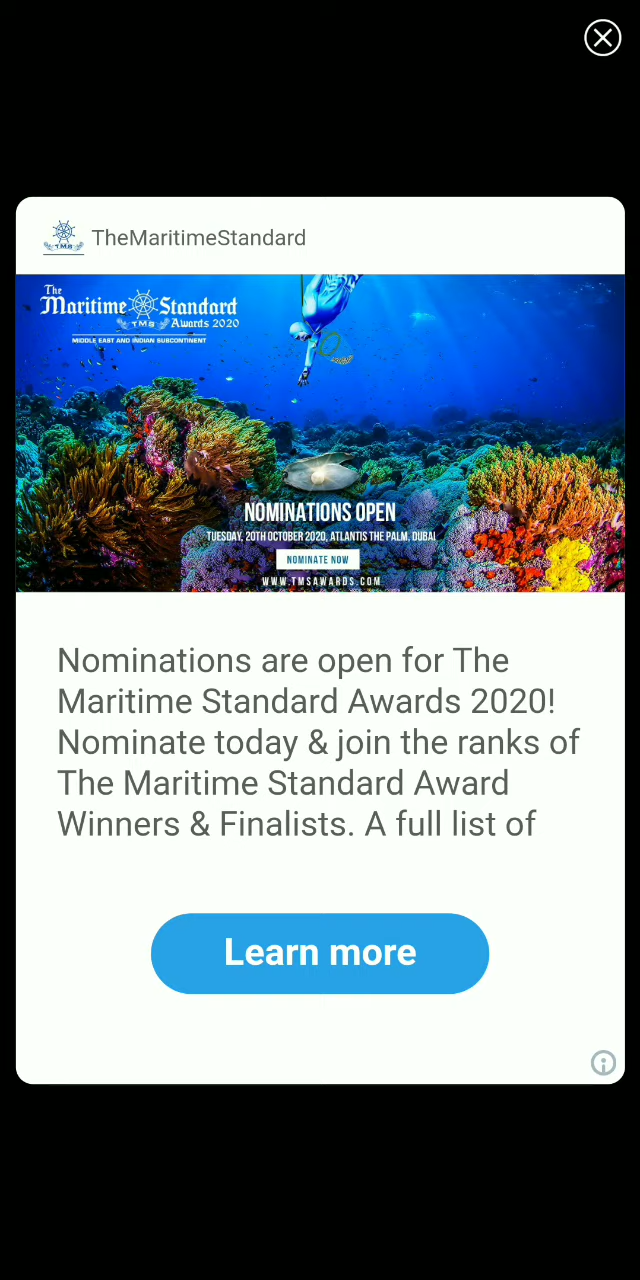 TMS
TheMaritimeStandard
The
Maritime Standard
TMS Awards 2020
MIDDLE EAST AND INDIAN SUBCONTINENT
NOMINATIONS OPEN
TUESDAY, 20TH OCTOBER 2020, ATLANTIS THE PALM, DUBAI
NOMINATE NOW
WWW.TMSAWARDS.COM
Nominations are open for The
Maritime Standard Awards 2020!
Nominate today & join the ranks of
The Maritime Standard Award
Winners & Finalists. A full list of
Learn more